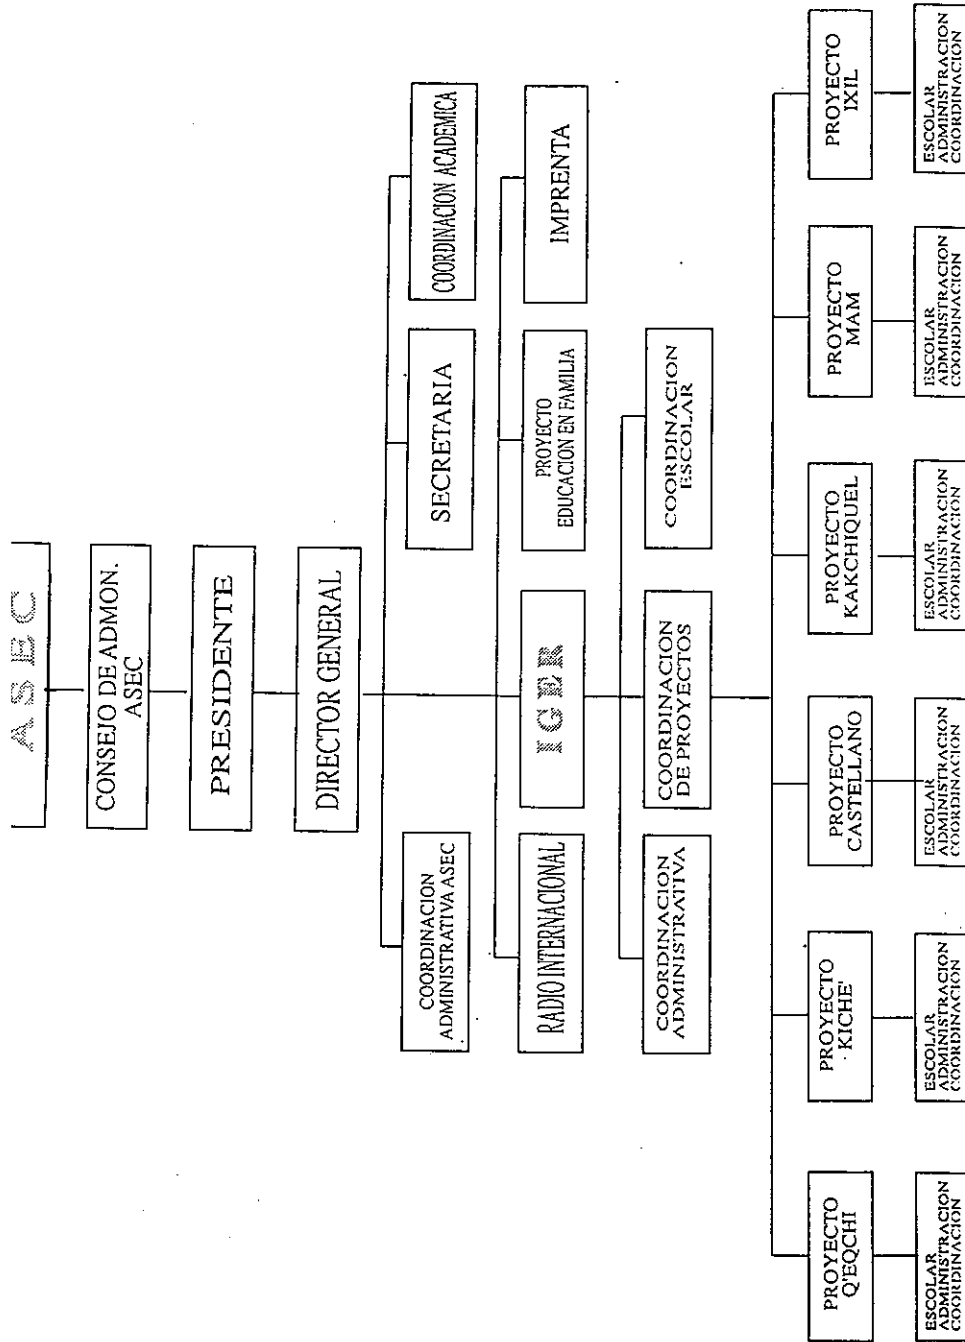 ASEC
CONSEJO DE ADMON.
ASEC
PRESIDENTE
DIRECTOR GENERAL
COORDINACION
ADMINISTRATIVA ASEC
SECRETARIA
COORDINACION ACADEMICA
RADIO INTERNACIONAL
IGER
PROYECTO
EDUCACION EN FAMILIA
IMPRENTA
COORDINACION
ADMINISTRATIVA
COORDINACION
DE PROYECTOS
COORDINACION
ESCOLAR
PROYECTO
Q'EQCHI
PROYECTO
KICHE'
PROYECTO
CASTELLANO
PROYECTO
KAKCHIQUEL
PROYECTO
MAM
PROYECTO
IXIL
ESCOLAR
ADMINISTRACION
COORDINACION
ESCOLAR
ADMINISTRACION
COORDINACION
ESCOLAR
ADMINISTRACION
COORDINACION
ESCOLAR
ADMINISTRACION
COORDINACION
ESCOLAR
ADMINISTRACION
COORDINACION
ESCOLAR
ADMINISTRACION
COORDINACION